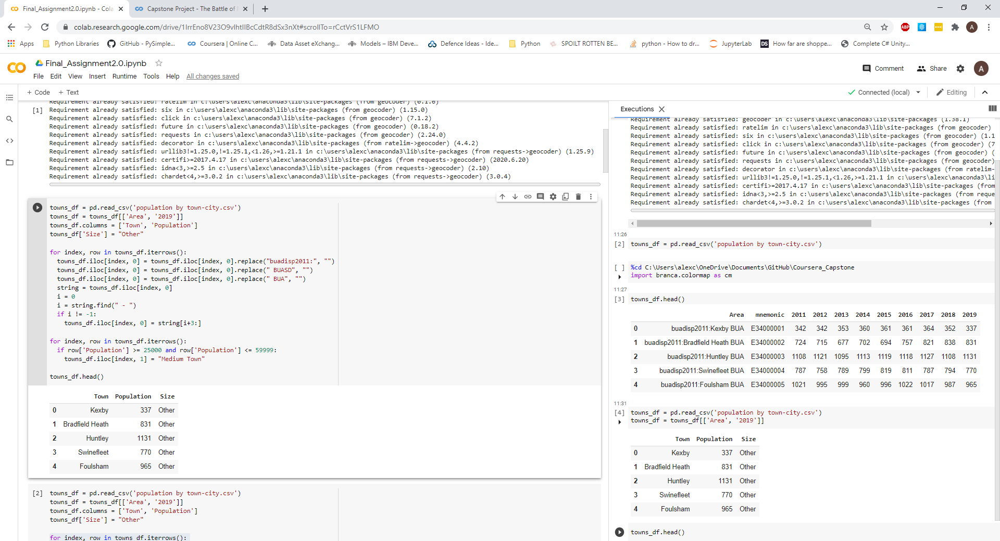 Final_Assignment2.0.ipynb - Cola
Capstone Project - The Battle of
colab.research.google.com/drive/1IrrEno8V23O9vIhtIIBcCdtR8dSx3nXt#scrollTo=rCctVrS1LFMO
ABP
A
Apps
Python Libraries
GitHub - PySimple...
Coursera | Online C...
Data Asset eXchang...
Models – IBM Deve...
Defence Ideas - Ide...
Python
SPOILT ROTTEN BE...
python - How to dr...
JupyterLab
DS
How far are shoppe...
Complete C# Unity...
Final_Assignment2.0.ipynb
File Edit View Insert Runtime Tools Help All changes saved
Comment
Share
A
+ Code + Text
Connected (local)
Editing
Requirement already satisfied: ratelim in c:\users\alexc\anaconda3\lib\site-packages (from geocoder) (0.1.6)
[1] Requirement already satisfied: six in c:\users\alexc\anaconda3\lib\site-packages (from geocoder) (1.15.0)
Requirement already satisfied: click in c:\users\alexc\anaconda3\lib\site-packages (from geocoder) (7.1.2)
Requirement already satisfied: future in c:\users\alexc\anaconda3\lib\site-packages (from geocoder) (0.18.2)
Requirement already satisfied: requests in c:\users\alexc\anaconda3\lib\site-packages (from geocoder) (2.24.0)
Requirement already satisfied: decorator in c:\users\alexc\anaconda3\lib\site-packages (from ratelim->geocoder) (4.4.2)
Requirement already satisfied: urllib3!=1.25.0,!=1.25.1,<1.26,>=1.21.1 in c:\users\alexc\anaconda3\lib\site-packages (from requests->geocoder) (1.25.9)
Requirement already satisfied: certifi>=2017.4.17 in c:\users\alexc\anaconda3\lib\site-packages (from requests->geocoder) (2020.6.20)
Requirement already satisfied: idna<3,>=2.5 in c:\users\alexc\anaconda3\lib\site-packages (from requests->geocoder) (2.10)
Requirement already satisfied: chardet<4,>=3.0.2 in c:\users\alexc\anaconda3\lib\site-packages (from requests->geocoder) (3.0.4)
towns_df = pd.read_csv('population by town-city.csv')
towns_df = towns_df[['Area', '2019']]
towns_df.columns = ['Town', 'Population']
towns_df['Size'] = "Other"
for index, row in towns_df.iterrows():
towns_df.iloc[index, 0] = towns_df.iloc[index, 0].replace("buadisp2011:", "")
towns_df.iloc[index, 0] = towns_df.iloc[index, 0].replace(" BUASD", "")
towns_df.iloc[index, 0] = towns_df.iloc[index, 0].replace(" BUA", "")
string = towns_df.iloc[index, 0]
i = 0
i = string.find(" - ")
if i != -1:
towns_df.iloc[index, 0] = string[i+3:]
for index, row in towns_df.iterrows():
if row['Population'] >= 25000 and row['Population'] <= 59999:
towns_df.iloc[index, 1] = "Medium Town"
towns_df.head()
Town Population Size
0 Kexby 337 Other
1 Bradfield Heath 831 Other
2 Huntley 1131 Other
3 Swinefleet 770 Other
4 Foulsham 965 Other
[2] towns_df = pd.read_csv('population by town-city.csv')
towns_df = towns_df[['Area', '2019']]
towns_df.columns = ['Town', 'Population']
towns_df['Size'] = "Other"
for index, row in towns_df.iterrows():
Executions
Requirement already satisfied: geocoder in c:\users\alexc\anaconda3\lib\site-packages (1.38.1)
Requirement already satisfied: ratelim in c:\users\alexc\anaconda3\lib\site-packages (from geocoder)
Requirement already satisfied: six in c:\users\alexc\anaconda3\lib\site-packages (from geocoder) (1.1
Requirement already satisfied: click in c:\users\alexc\anaconda3\lib\site-packages (from geocoder) (7
Requirement already satisfied: future in c:\users\alexc\anaconda3\lib\site-packages (from geocoder) (
Requirement already satisfied: requests in c:\users\alexc\anaconda3\lib\site-packages (from geocoder)
Requirement already satisfied: decorator in c:\users\alexc\anaconda3\lib\site-packages (from ratelim-
Requirement already satisfied: urllib3!=1.25.0,!=1.25.1,<1.26,>=1.21.1 in c:\users\alexc\anaconda3\li
Requirement already satisfied: certifi>=2017.4.17 in c:\users\alexc\anaconda3\lib\site-packages (from
Requirement already satisfied: idna<3,>=2.5 in c:\users\alexc\anaconda3\lib\site-packages (from reque
Requirement already satisfied: chardet<4,>=3.0.2 in c:\users\alexc\anaconda3\lib\site-packages (from
11:26
[2] towns_df = pd.read_csv('population by town-city.csv')
[ ] %cd C:\Users\alexc\OneDrive\Documents\GitHub\Coursera_Capstone
import branca.colormap as cm
11:27
[3] towns_df.head()
Area mnemonic 2011 2012 2013 2014 2015 2016 2017 2018 2019
0 buadisp2011:Kexby BUA E34000001 342 342 353 360 361 361 364 352 337
1 buadisp2011:Bradfield Heath BUA E34000002 724 715 677 702 694 757 821 838 831
2 buadisp2011:Huntley BUA E34000003 1108 1121 1095 1113 1119 1118 1127 1108 1131
3 buadisp2011:Swinefleet BUA E34000004 787 758 789 799 819 811 787 794 770
4 buadisp2011:Foulsham BUA E34000005 1021 995 999 960 996 1022 1017 987 965
11:31
[4] towns_df = pd.read_csv('population by town-city.csv')
towns_df = towns_df[['Area', '2019']]
Town Population Size
0 Kexby 337 Other
1 Bradfield Heath 831 Other
2 Huntley 1131 Other
3 Swinefleet 770 Other
4 Foulsham 965 Other
towns_df.head()